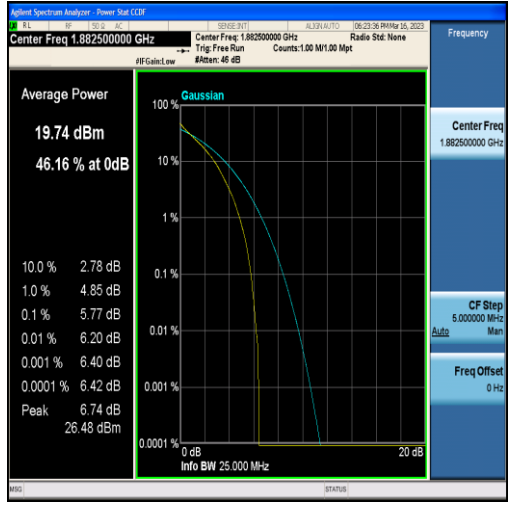 Agilent Spectrum Analyzer - Power Stat CCDF
RL RF 50 Ω AC SENSE:INT ALIGN AUTO 06:23:36 PM Mar 16, 2023
Center Freq 1.882500000 GHz
Center Freq: 1.882500000 GHz Radio Std: None
Trig: Free Run Counts:1.00 M/1.00 Mpt
#IFGain:Low #Atten: 46 dB
Frequency
Average Power
19.74 dBm
46.16 % at 0dB
10.0 % 2.78 dB
1.0 % 4.85 dB
0.1 % 5.77 dB
0.01 % 6.20 dB
0.001 % 6.40 dB
0.0001 % 6.42 dB
Peak 6.74 dB
26.48 dBm
Gaussian
100 %
10 %
1 %
0.1 %
0.01 %
0.001 %
0.0001 %
0 dB 20 dB
Info BW 25.000 MHz
Center Freq
1.882500000 GHz
CF Step
5.000000 MHz
Auto Man
Freq Offset
0 Hz
MSG STATUS